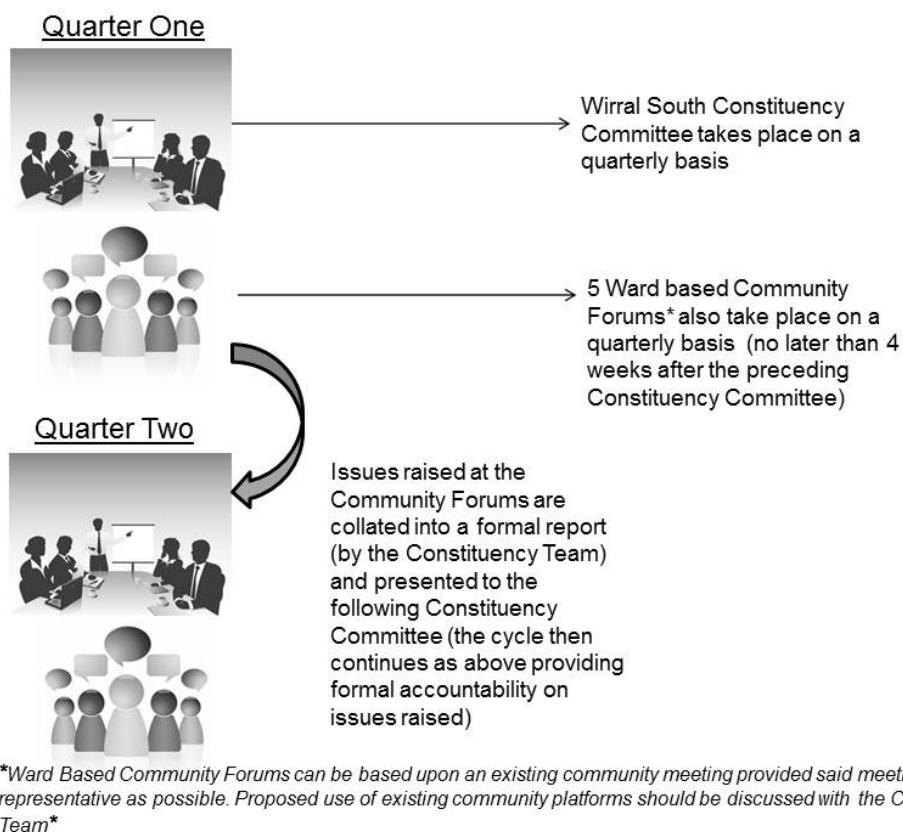 Quarter One
Wirral South Constituency
Committee takes place on a
quarterly basis
5 Ward based Community
Forums* also take place on a
quarterly basis (no later than 4
weeks after the preceding
Constituency Committee)
Quarter Two
Issues raised at the
Community Forums are
collated into a formal report
(by the Constituency Team)
and presented to the
following Constituency
Committee (the cycle then
continues as above providing
formal accountability on
issues raised)
*Ward Based Community Forums can be based upon an existing community meeting provided said
representative as possible. Proposed use of existing community platforms should be discussed with the
Team*